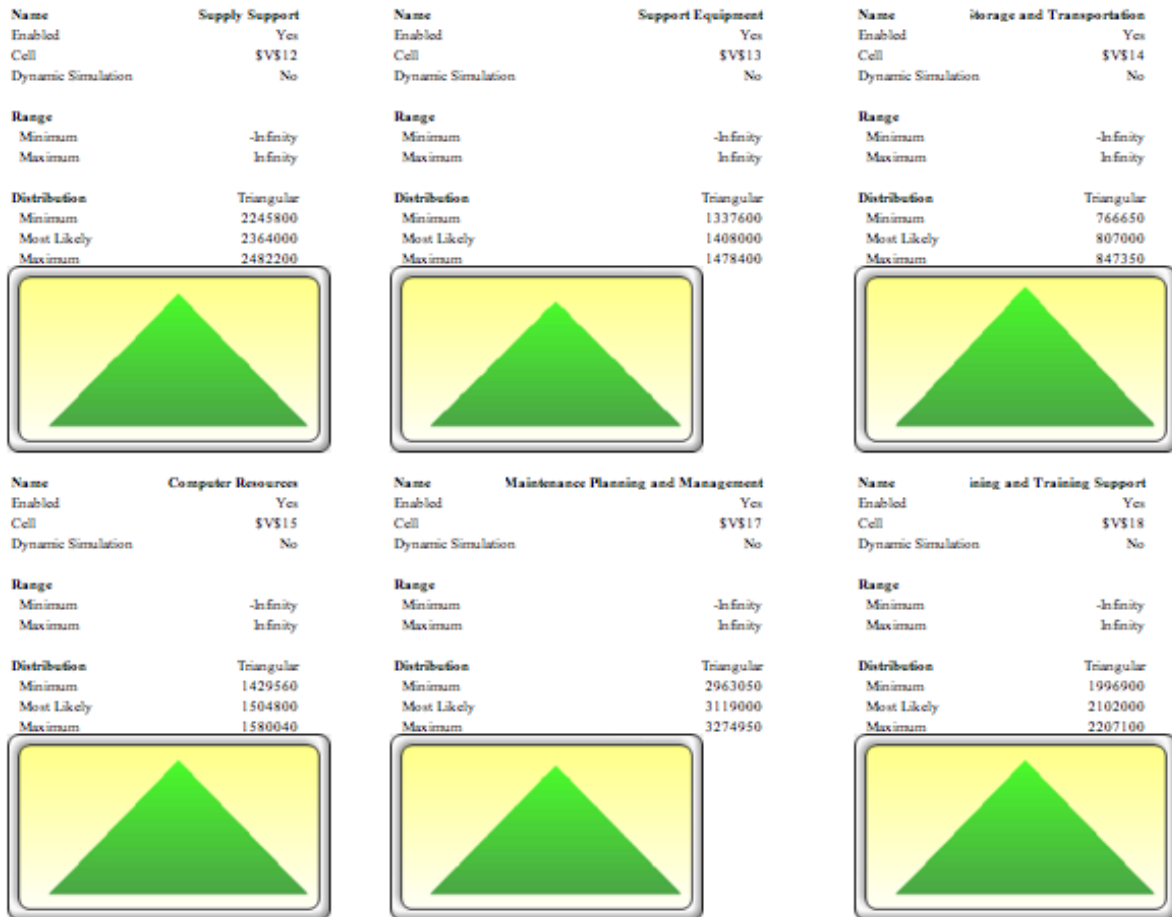 Name Supply Support
Enabled Yes
Cell $V$12
Dynamic Simulation No
Range
Minimum -Infinity
Maximum Infinity
Distribution Triangular
Minimum 2245800
Most Likely 2364000
Maximum 2482200
Name Support Equipment
Enabled Yes
Cell $V$13
Dynamic Simulation No
Range
Minimum -Infinity
Maximum Infinity
Distribution Triangular
Minimum 1337600
Most Likely 1408000
Maximum 1478400
Name itorage and Transportation
Enabled Yes
Cell $V$14
Dynamic Simulation No
Range
Minimum -Infinity
Maximum Infinity
Distribution Triangular
Minimum 766650
Most Likely 807000
Maximum 847350
Name Computer Resources
Enabled Yes
Cell $V$15
Dynamic Simulation No
Range
Minimum -Infinity
Maximum Infinity
Distribution Triangular
Minimum 1429560
Most Likely 1504800
Maximum 1580040
Name Maintenance Planning and Management
Enabled Yes
Cell $V$17
Dynamic Simulation No
Range
Minimum -Infinity
Maximum Infinity
Distribution Triangular
Minimum 2963050
Most Likely 3119000
Maximum 3274950
Name ining and Training Support
Enabled Yes
Cell $V$18
Dynamic Simulation No
Range
Minimum -Infinity
Maximum Infinity
Distribution Triangular
Minimum 1996900
Most Likely 2102000
Maximum 2207100